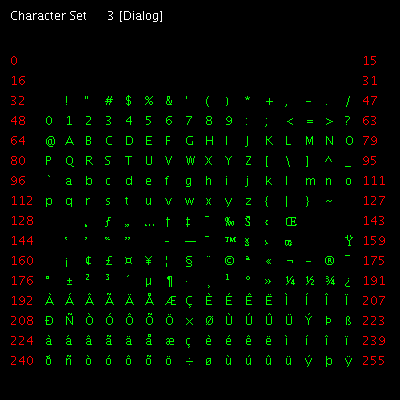 Character Set 3 [Dialog]
0 15
16 31
32 ! " # $ % & ' ( ) * + , - . / 47
48 0 1 2 3 4 5 6 7 8 9 : ; < = > ? 63
64 @ A B C D E F G H I J K L M N O 79
80 P Q R S T U V W X Y Z [ \ ] ^ _ 95
96 ` a b c d e f g h i j k l m n o 111
112 p q r s t u v w x y z { | } ~ 127
128 ‚ ƒ „ … † ‡ ˆ ‰ Š ‹ Œ 143
144 ‘ ’ “ ” – — ˜ ™ š › œ Ÿ 159
160 ¡ ¢ £ ¤ ¥ ¦ § ¨ © ª « ¬ - ® ¯ 175
176 ° ± ² ³ ´ µ ¶ · ¸ ¹ º » ¼ ½ ¾ ¿ 191
192 À Á Â Ã Ä Å Æ Ç È É Ê Ë Ì Í Î Ï 207
208 Ð Ñ Ò Ó Ô Õ Ö × Ø Ù Ú Û Ü Ý Þ ß 223
224 à á â ã ä å æ ç è é ê ë ì í î ï 239
240 ð ñ ò ó ô õ ö ÷ ø ù ú û ü ý þ ÿ 255